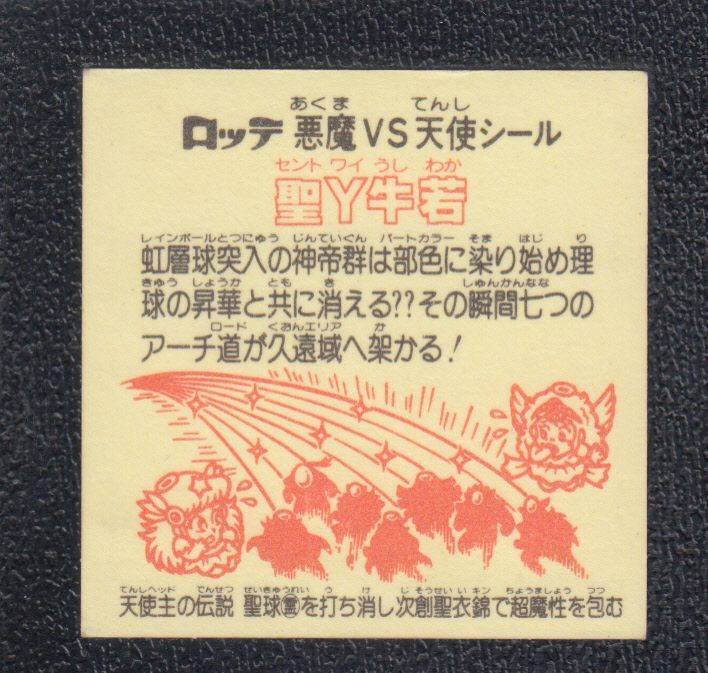 あくま てんし
ロッテ 悪魔VS天使シール
セント ワイ うし わか
聖Y牛若
レインボールとつにゅう じんていぐん パートカラー そま はじ り
虹層球突入の神帝群は部色に染り始め理
きゅう しょうか とも き しゅんかんなな
球の昇華と共に消える??その瞬間七つの
ロード くおんエリア か
アーチ道が久遠域へ架かる!
てんしヘッド でんせつ せいきゅうれい う け じそうせいいキン ちょうましょう つつ
天使主の伝説 聖球霊を打ち消し次創聖衣錦で超魔性を包む